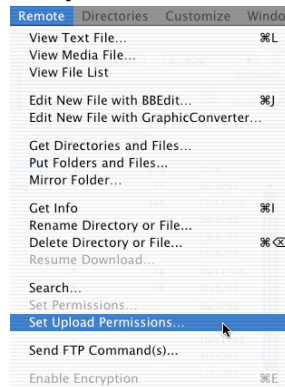 Remote Directories Customize Windo
View Text File... ⌘L
View Media File...
View File List
Edit New File with BBEdit... ⌘J
Edit New File with GraphicConverter...
Get Directories and Files...
Put Folders and Files...
Mirror Folder...
Get Info ⌘I
Rename Directory or File...
Delete Directory or File... ⌘⌫
Resume Download...
Search...
Set Permissions...
Set Upload Permissions...
Send FTP Command(s)...
Enable Encryption ⌘E